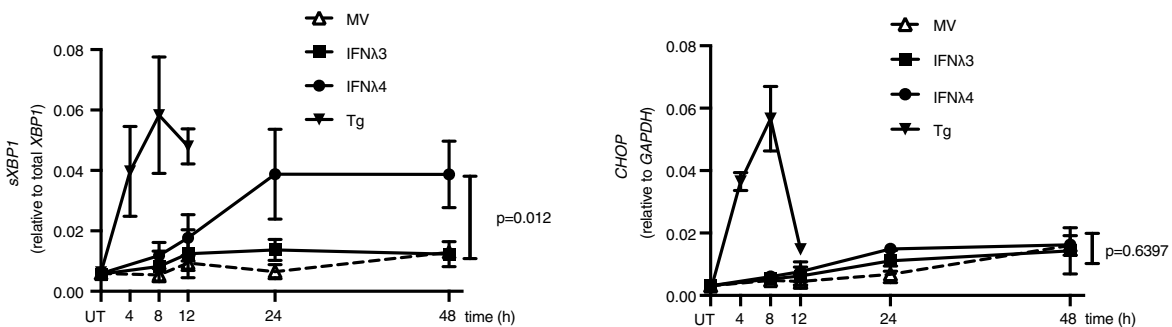 MV
IFNλ3
IFNλ4
Tg
sXBP1
(relative to total XBP1)
0.08
0.06
0.04
0.02
0.00
p=0.012
UT 4 8 12 24 48 time (h)
MV
IFNλ3
IFNλ4
Tg
CHOP
(relative to GAPDH)
0.08
0.06
0.04
0.02
0.00
p=0.6397
UT 4 8 12 24 48 time (h)